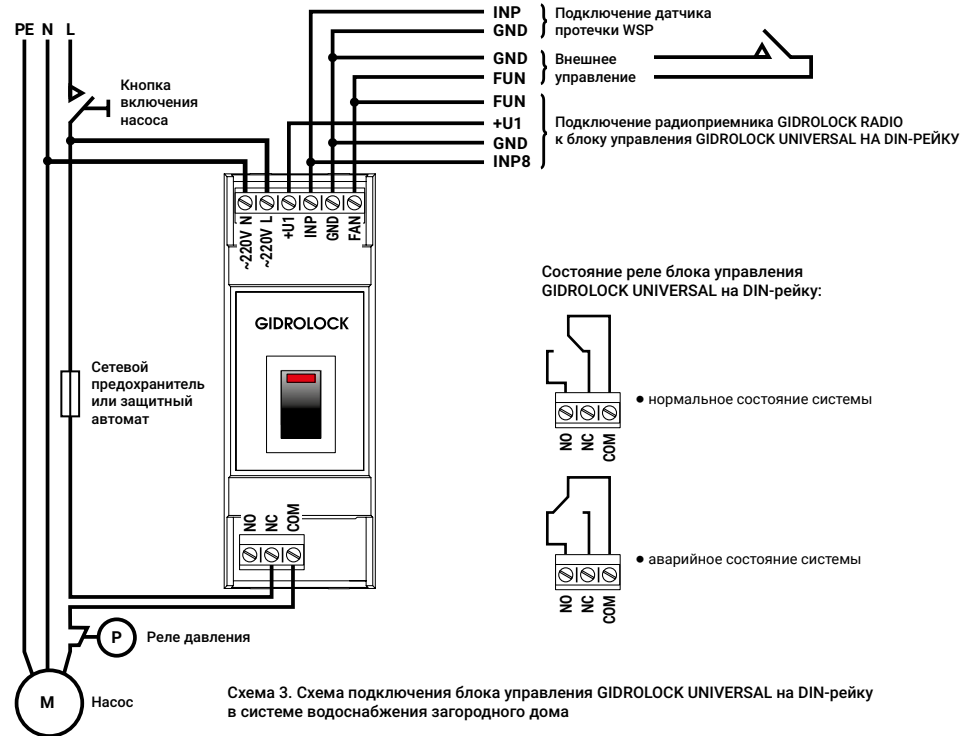 PE N L
INP
GND
Подключение датчика
протечки WSP
GND
FUN
Внешнее
управление
FUN
+U1
GND
INP8
Подключение радиоприемника GIDROLOCK RADIO
к блоку управления GIDROLOCK UNIVERSAL НА DIN-РЕЙКУ
Кнопка
включения
насоса
~220V N
~220V L
+U1
INP
GND
FAN
GIDROLOCK
Сетевой
предохранитель
или защитный
автомат
NO
NC
COM
Состояние реле блока управления
GIDROLOCK UNIVERSAL на DIN-рейку:
• нормальное состояние системы
NO
NC
COM
• аварийное состояние системы
NO
NC
COM
P
Реле давления
M
Насос
Схема 3. Схема подключения блока управления GIDROLOCK UNIVERSAL на DIN-рейку
в системе водоснабжения загородного дома